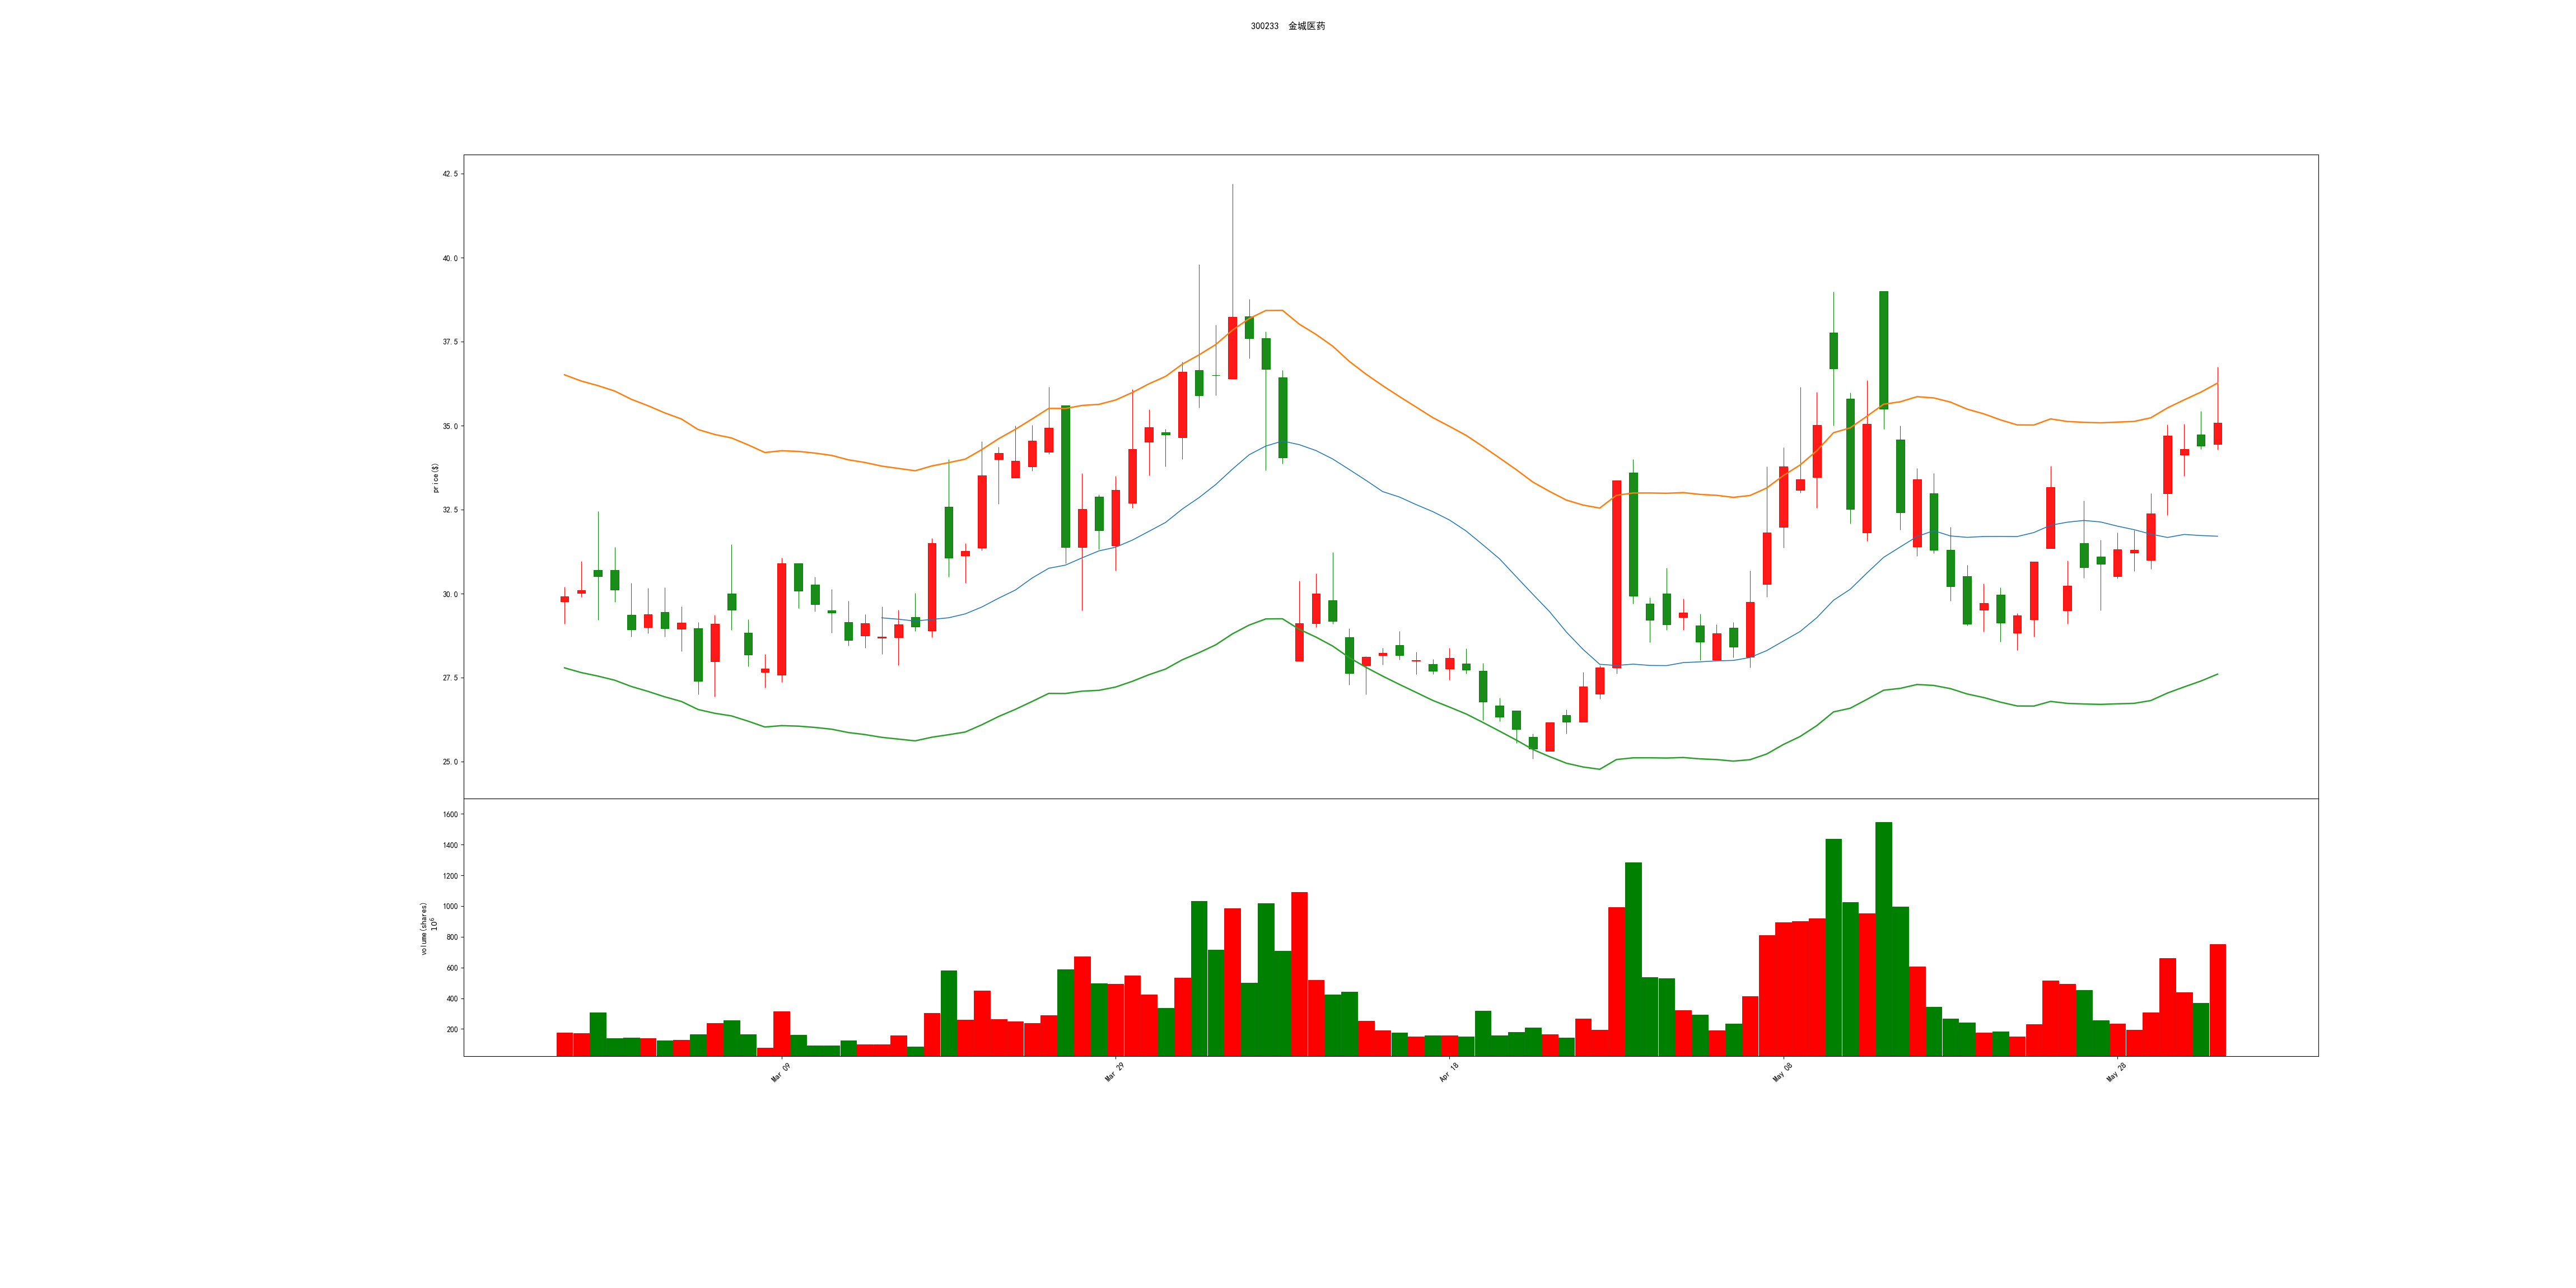 300233 金城医药
42.5
40.0
37.5
35.0
32.5
30.0
27.5
25.0
price($)
1600
1400
1200
1000
800
600
400
200
volume(shares)
10⁶
Mar 09
Mar 29
Apr 18
May 08
May 28